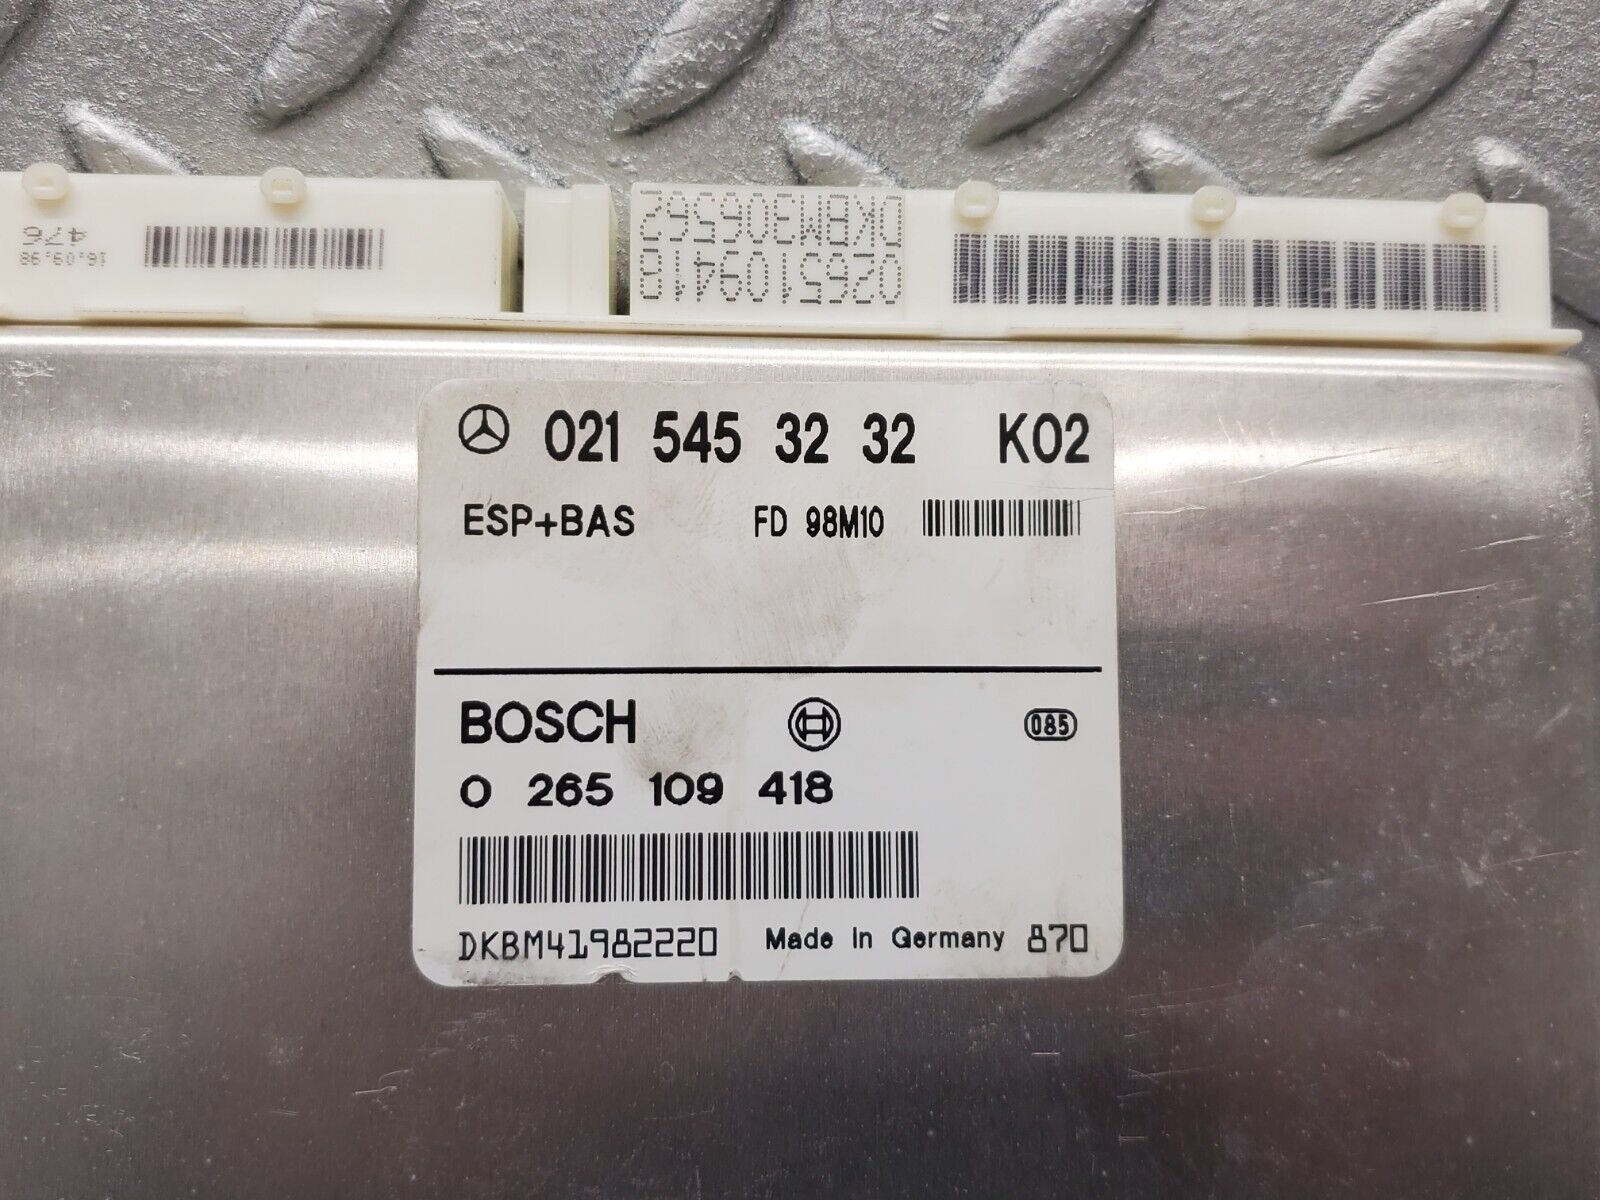 476
16.09.98
DKBM306562
0265109418
021 545 32 32 K02
ESP+BAS FD 98M10
BOSCH 085
0 265 109 418
DKBM41982220 Made in Germany 870